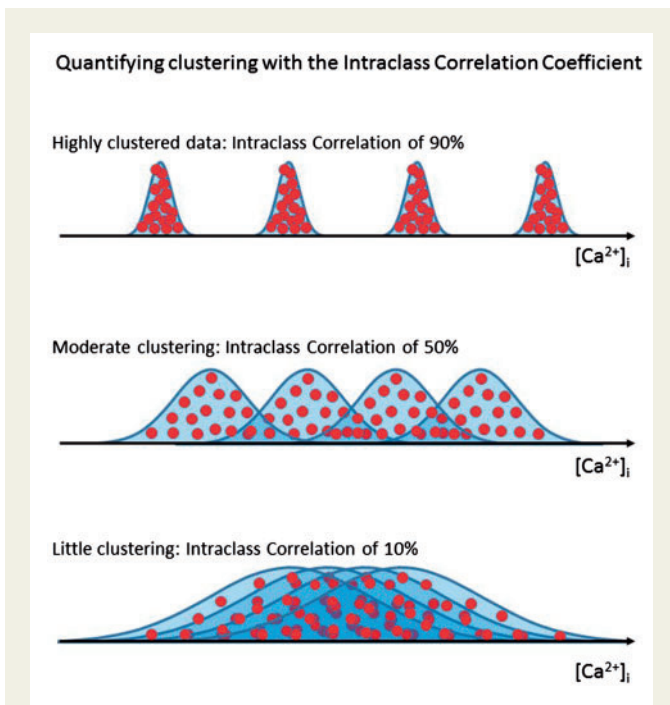 Quantifying clustering with the Intraclass Correlation Coefficient
Highly clustered data: Intraclass Correlation of 90%
[Ca²⁺]ᵢ
Moderate clustering: Intraclass Correlation of 50%
[Ca²⁺]ᵢ
Little clustering: Intraclass Correlation of 10%
[Ca²⁺]ᵢ